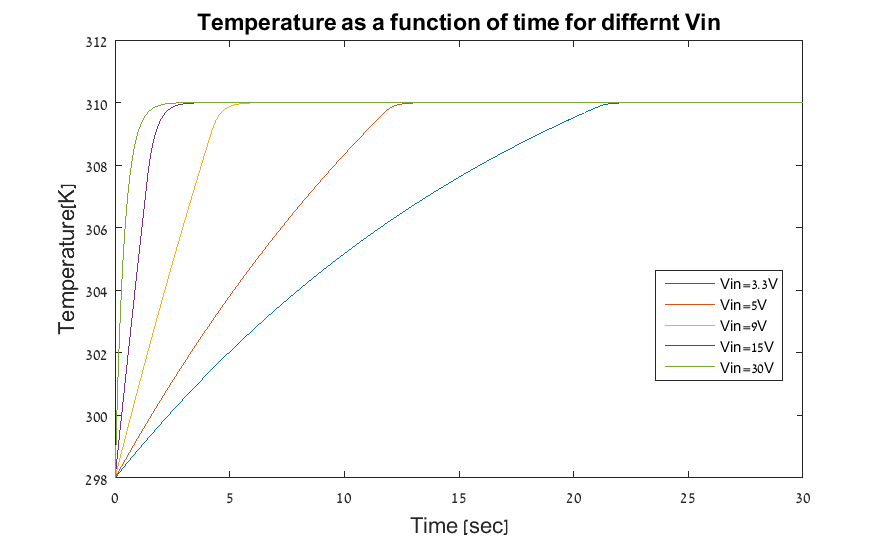 Temperature as a function of time for differnt Vin
312
310
308
306
304
302
300
298
Temperature[K]
Vin=3.3V
Vin=5V
Vin=9V
Vin=15V
Vin=30V
0 5 10 15 20 25 30
Time [sec]